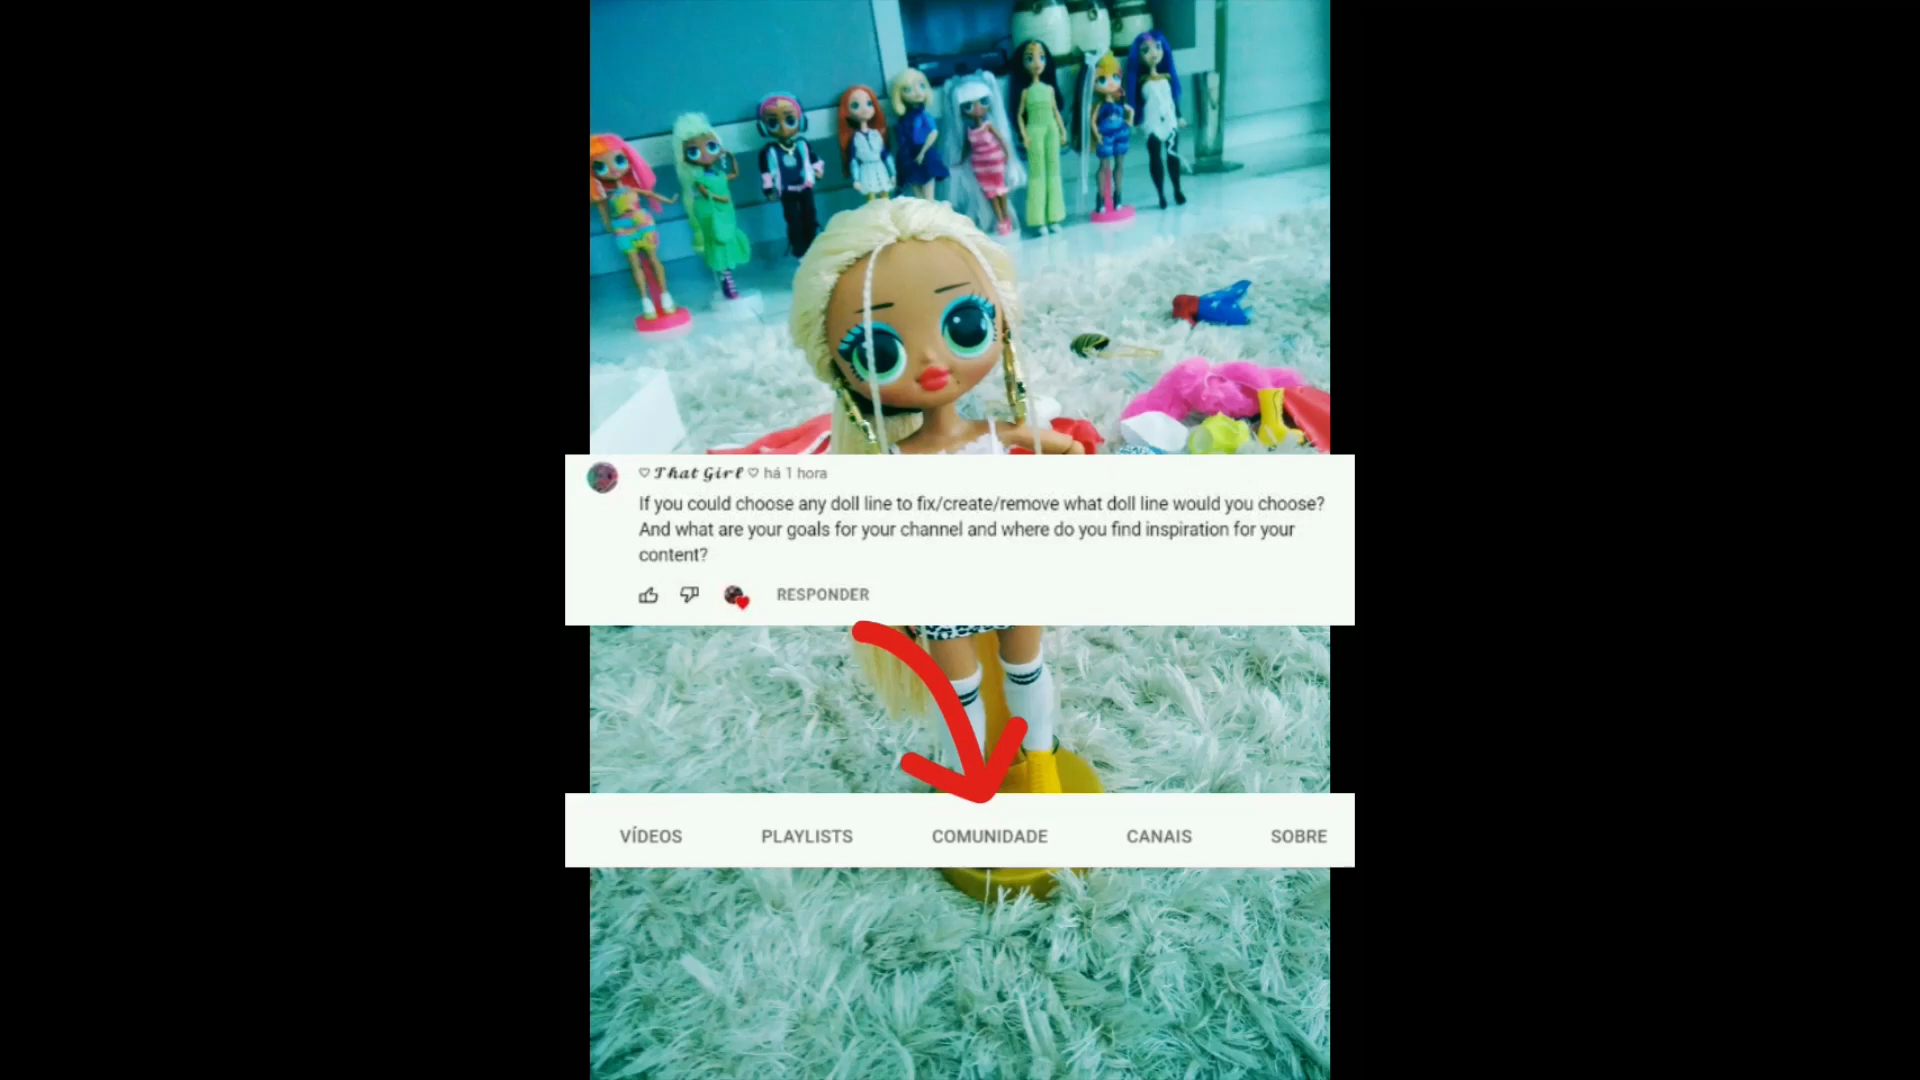 ♡ 𝓣𝓱𝓪𝓽 𝓖𝓲𝓻𝓵 ♡ há 1 hora
If you could choose any doll line to fix/create/remove what doll line would you choose?
And what are your goals for your channel and where do you find inspiration for your
content?
RESPONDER
VÍDEOS PLAYLISTS COMUNIDADE CANAIS SOBRE